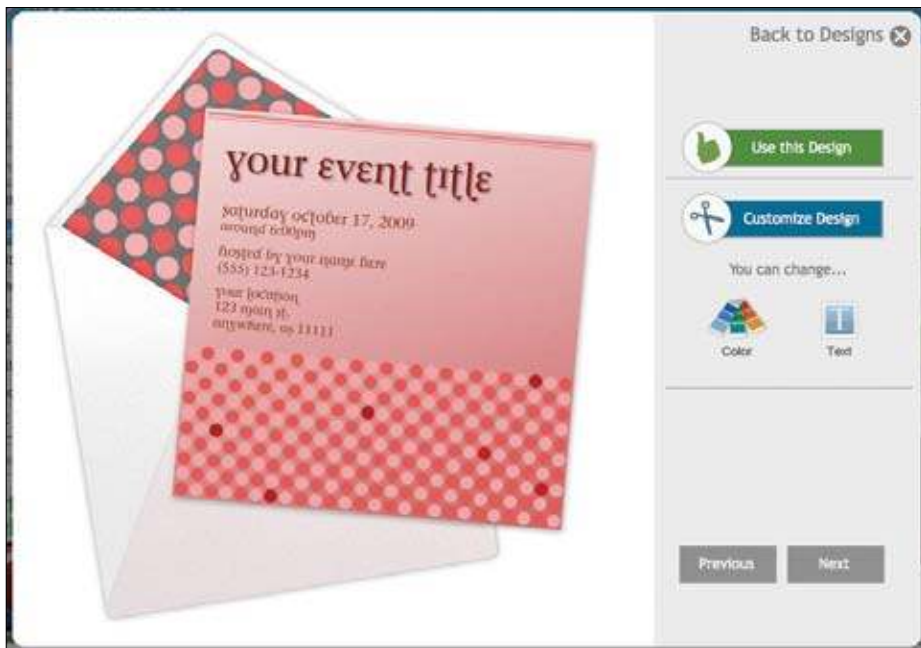 Back to Designs
your event title
saturday october 17, 2009
around 6:00pm
hosted by your name here
(555) 123-1234
your location
123 main st.
anywhere, us 11111
Use this Design
Customize Design
You can change...
Color
Text
Previous
Next